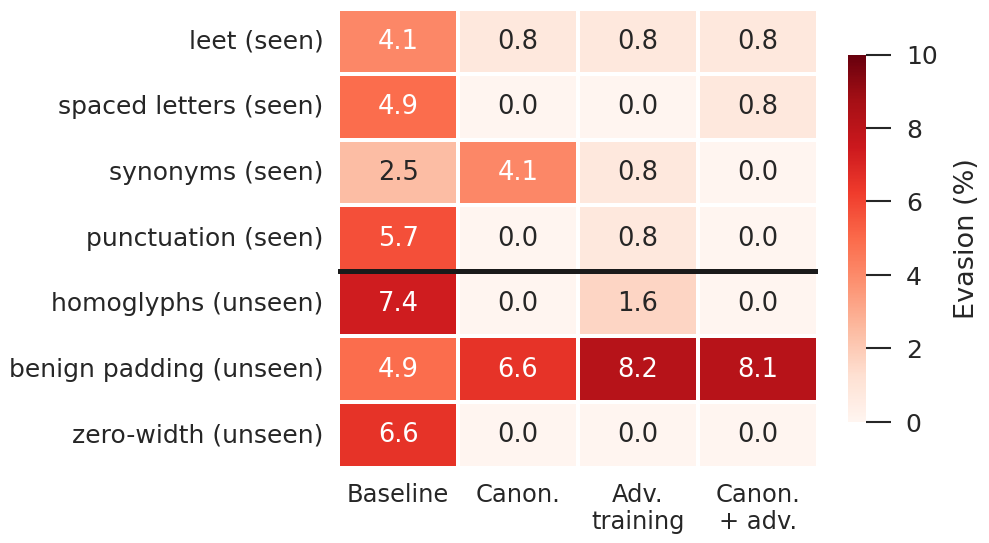 leet (seen) 4.1 0.8 0.8 0.8
spaced letters (seen) 4.9 0.0 0.0 0.8
synonyms (seen) 2.5 4.1 0.8 0.0
punctuation (seen) 5.7 0.0 0.8 0.0
homoglyphs (unseen) 7.4 0.0 1.6 0.0
benign padding (unseen) 4.9 6.6 8.2 8.1
zero-width (unseen) 6.6 0.0 0.0 0.0
Baseline Canon. Adv. Canon.
training + adv.
10
8
6
4
2
0
Evasion (%)